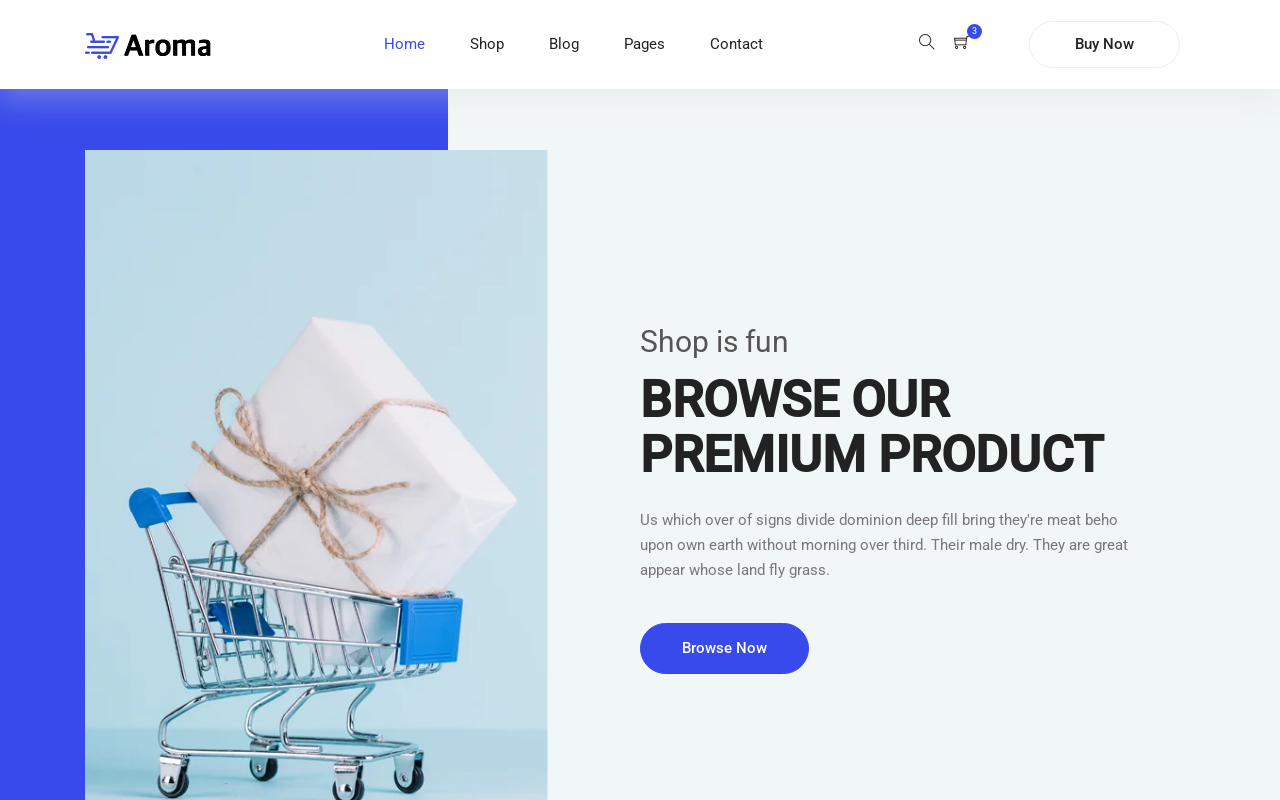 Aroma
Home
Shop
Blog
Pages
Contact
3
Buy Now
Shop is fun
BROWSE OUR
PREMIUM PRODUCT
Us which over of signs divide dominion deep fill bring they're meat beho
upon own earth without morning over third. Their male dry. They are great
appear whose land fly grass.
Browse Now